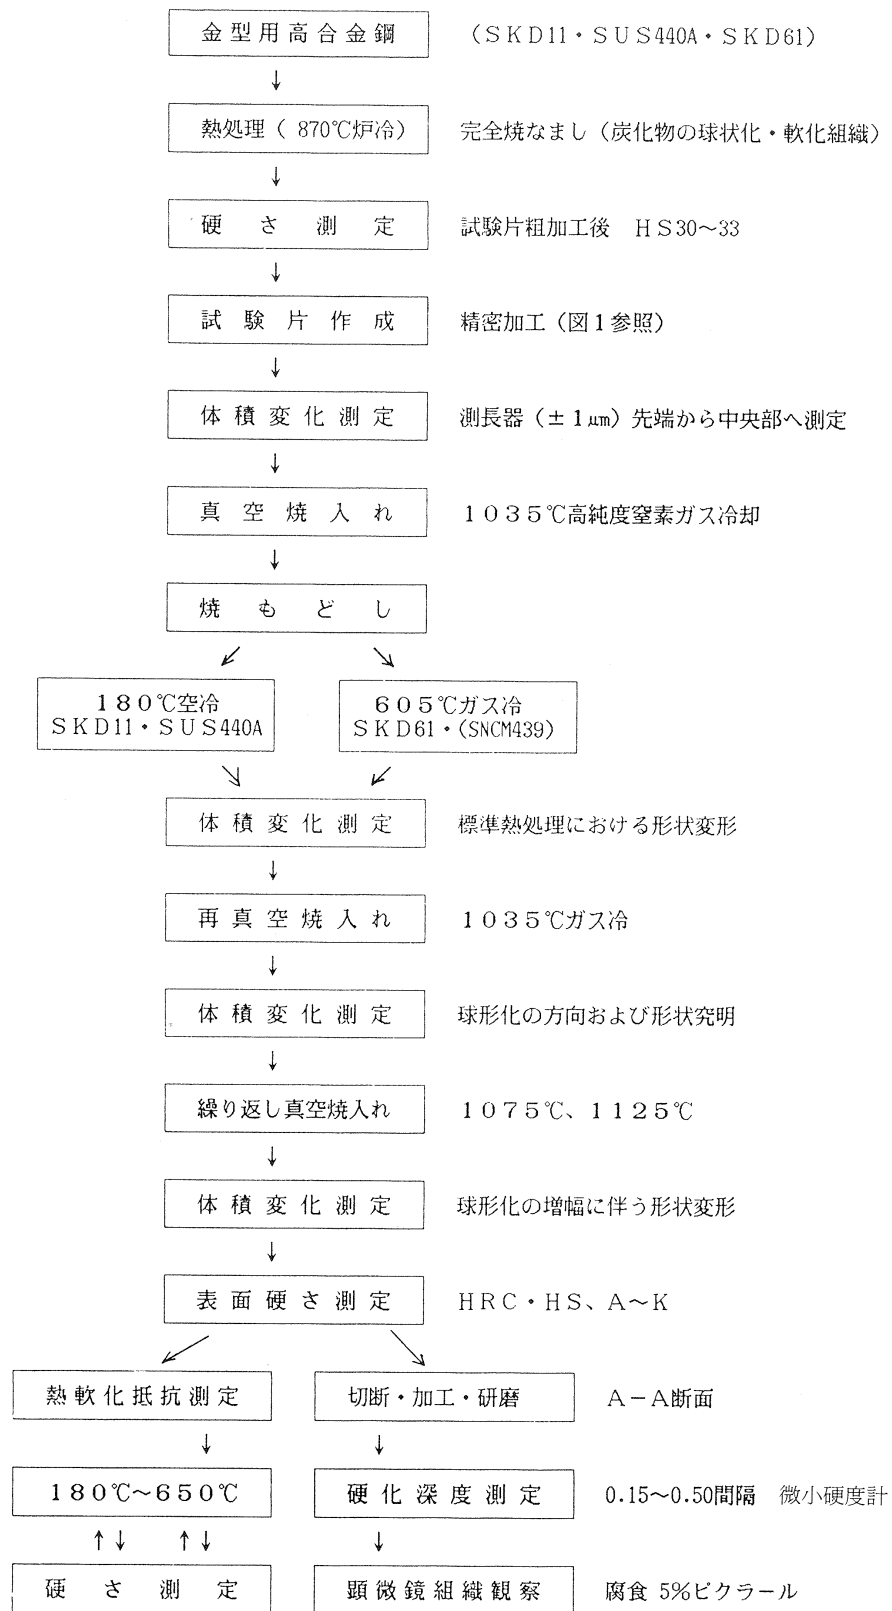 金型用高合金鋼 (SKD11・SUS440A・SKD61)
↓
熱処理(870℃炉冷) 完全焼なまし(炭化物の球状化・軟化組織)
↓
硬さ測定 試験片粗加工後 HS30～33
↓
試験片作成 精密加工(図1参照)
↓
体積変化測定 測長器(±1μm)先端から中央部へ測定
↓
真空焼入れ 1035℃高純度窒素ガス冷却
↓
焼もどし
↙ ↘
180℃空冷 605℃ガス冷
SKD11・SUS440A SKD61・(SNCM439)
↘ ↙
体積変化測定 標準熱処理における形状変形
↓
再真空焼入れ 1035℃ガス冷
↓
体積変化測定 球形化の方向および形状究明
↓
繰り返し真空焼入れ 1075℃、1125℃
↓
体積変化測定 球形化の増幅に伴う形状変形
↓
表面硬さ測定 HRC・HS、A～K
↙ ↘
熱軟化抵抗測定 切断・加工・研磨 A－A断面
↓ ↓
180℃～650℃ 硬化深度測定 0.15～0.50間隔 微小硬度計
↑↓ ↑↓ ↓
硬さ測定 顕微鏡組織観察 腐食 5%ピクラール